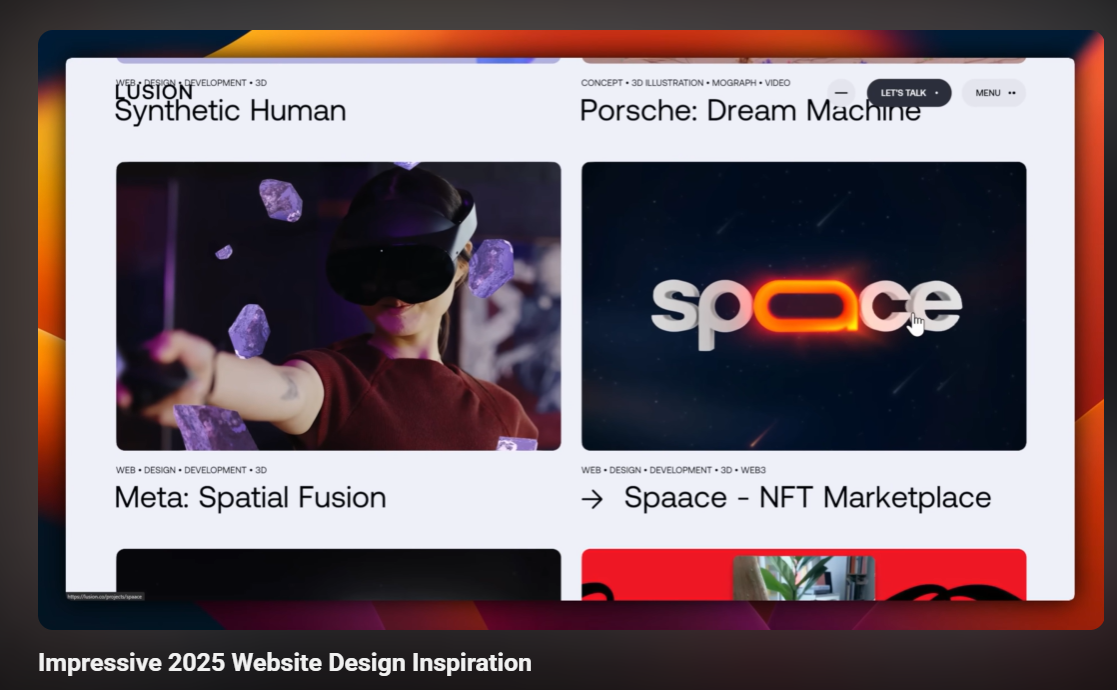 WEB • DESIGN • DEVELOPMENT • 3D
LUSION
Synthetic Human
CONCEPT • 3D ILLUSTRATION • MOGRAPH • VIDEO
Porsche: Dream Machine
LET'S TALK •
MENU ••
space
WEB • DESIGN • DEVELOPMENT • 3D
Meta: Spatial Fusion
WEB • DESIGN • DEVELOPMENT • 3D • WEB3
→ Spaace - NFT Marketplace
https://lusion.co/projects/spaace
Impressive 2025 Website Design Inspiration